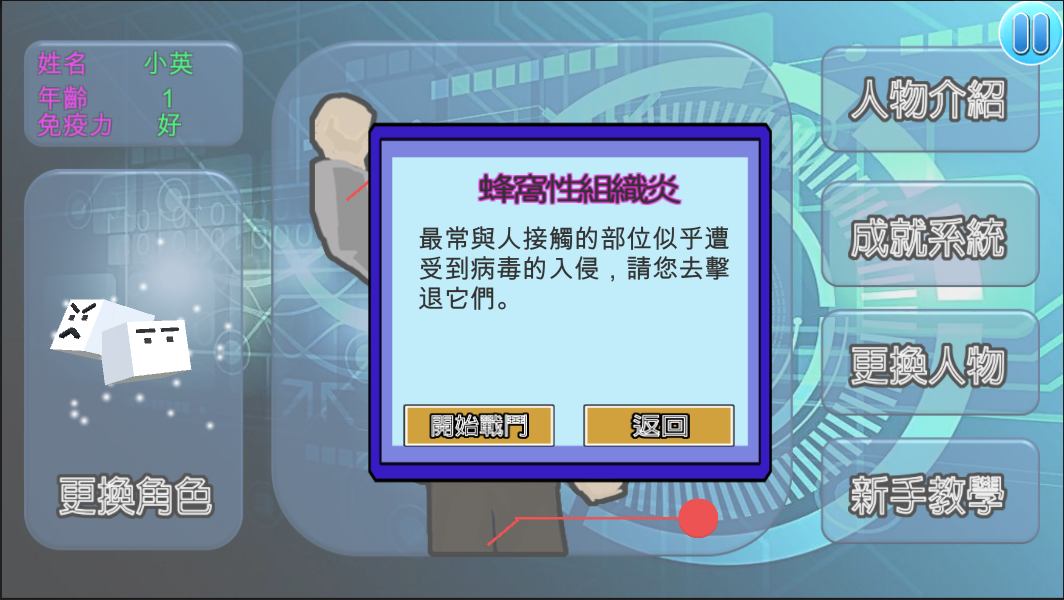 姓名 小英
年齡 1
免疫力 好
更換角色
蜂窩性組織炎
最常與人接觸的部位似乎遭
受到病毒的入侵，請您去擊
退它們。
開始戰鬥
返回
人物介紹
成就系統
更換人物
新手教學